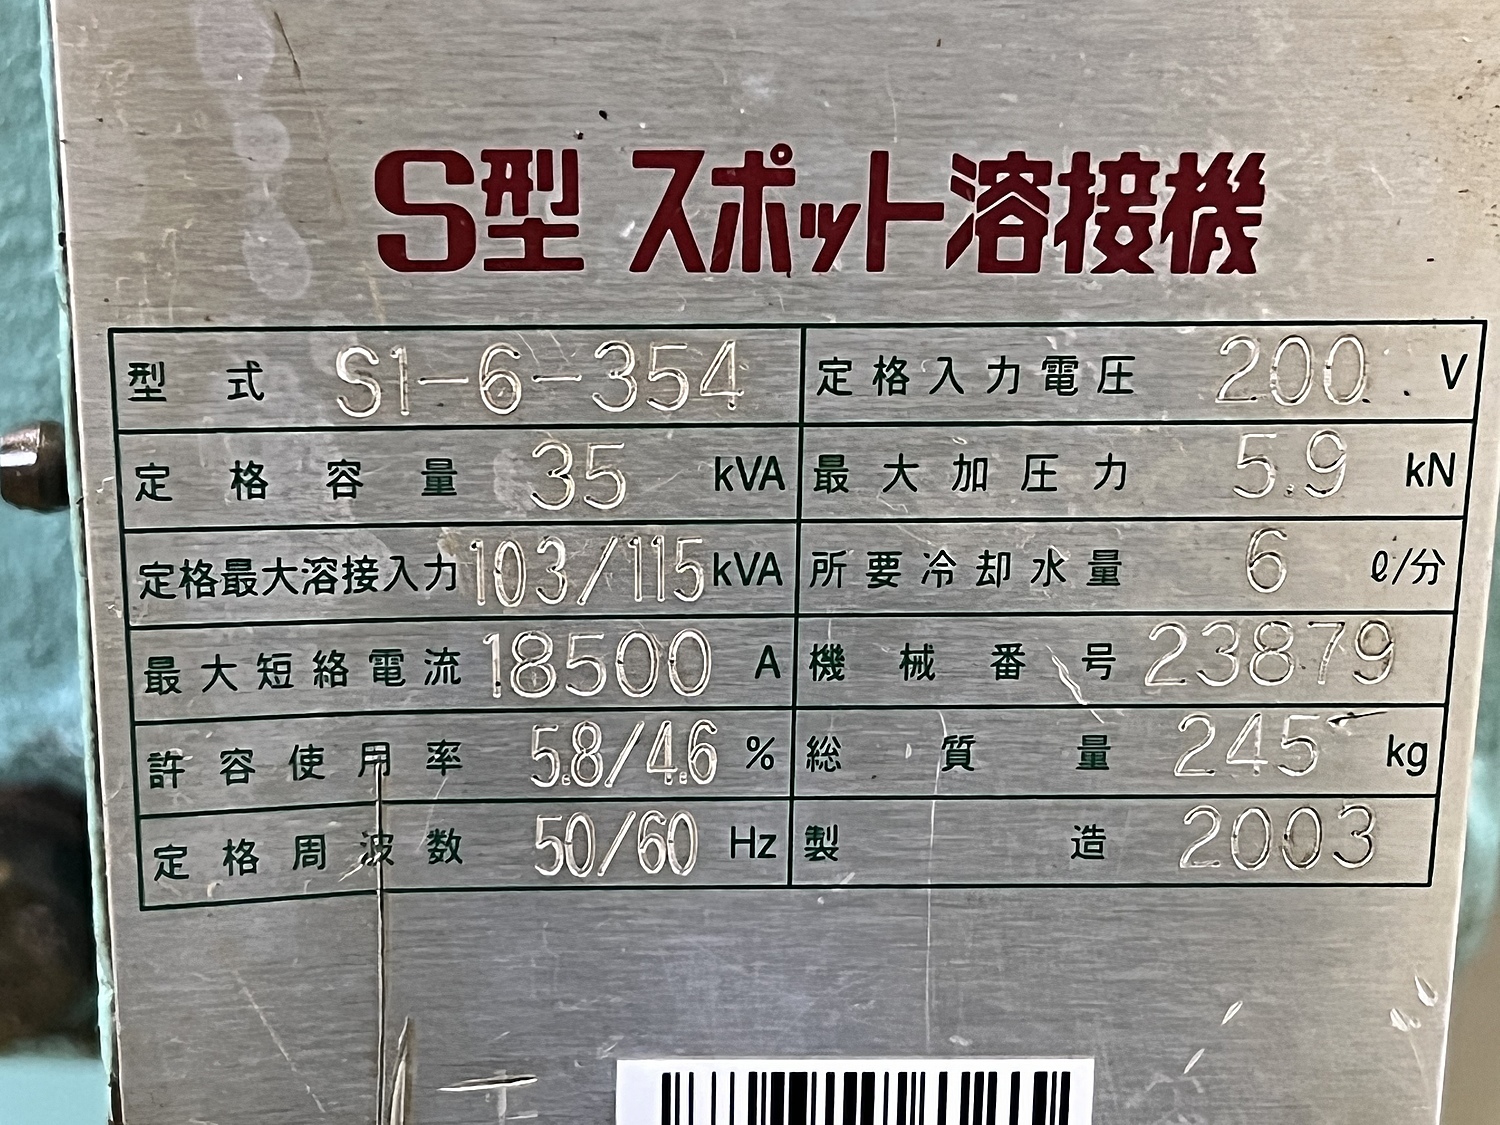 S型 スポット溶接機
型式 S1-6-354 定格入力電圧 200 V
定格容量 35 kVA 最大加圧力 5.9 kN
定格最大溶接入力 103/115 kVA 所要冷却水量 6 ℓ/分
最大短絡電流 18500 A 機械番号 23879
許容使用率 5.8/4.6 % 総質量 245 kg
定格周波数 50/60 Hz 製造 2003